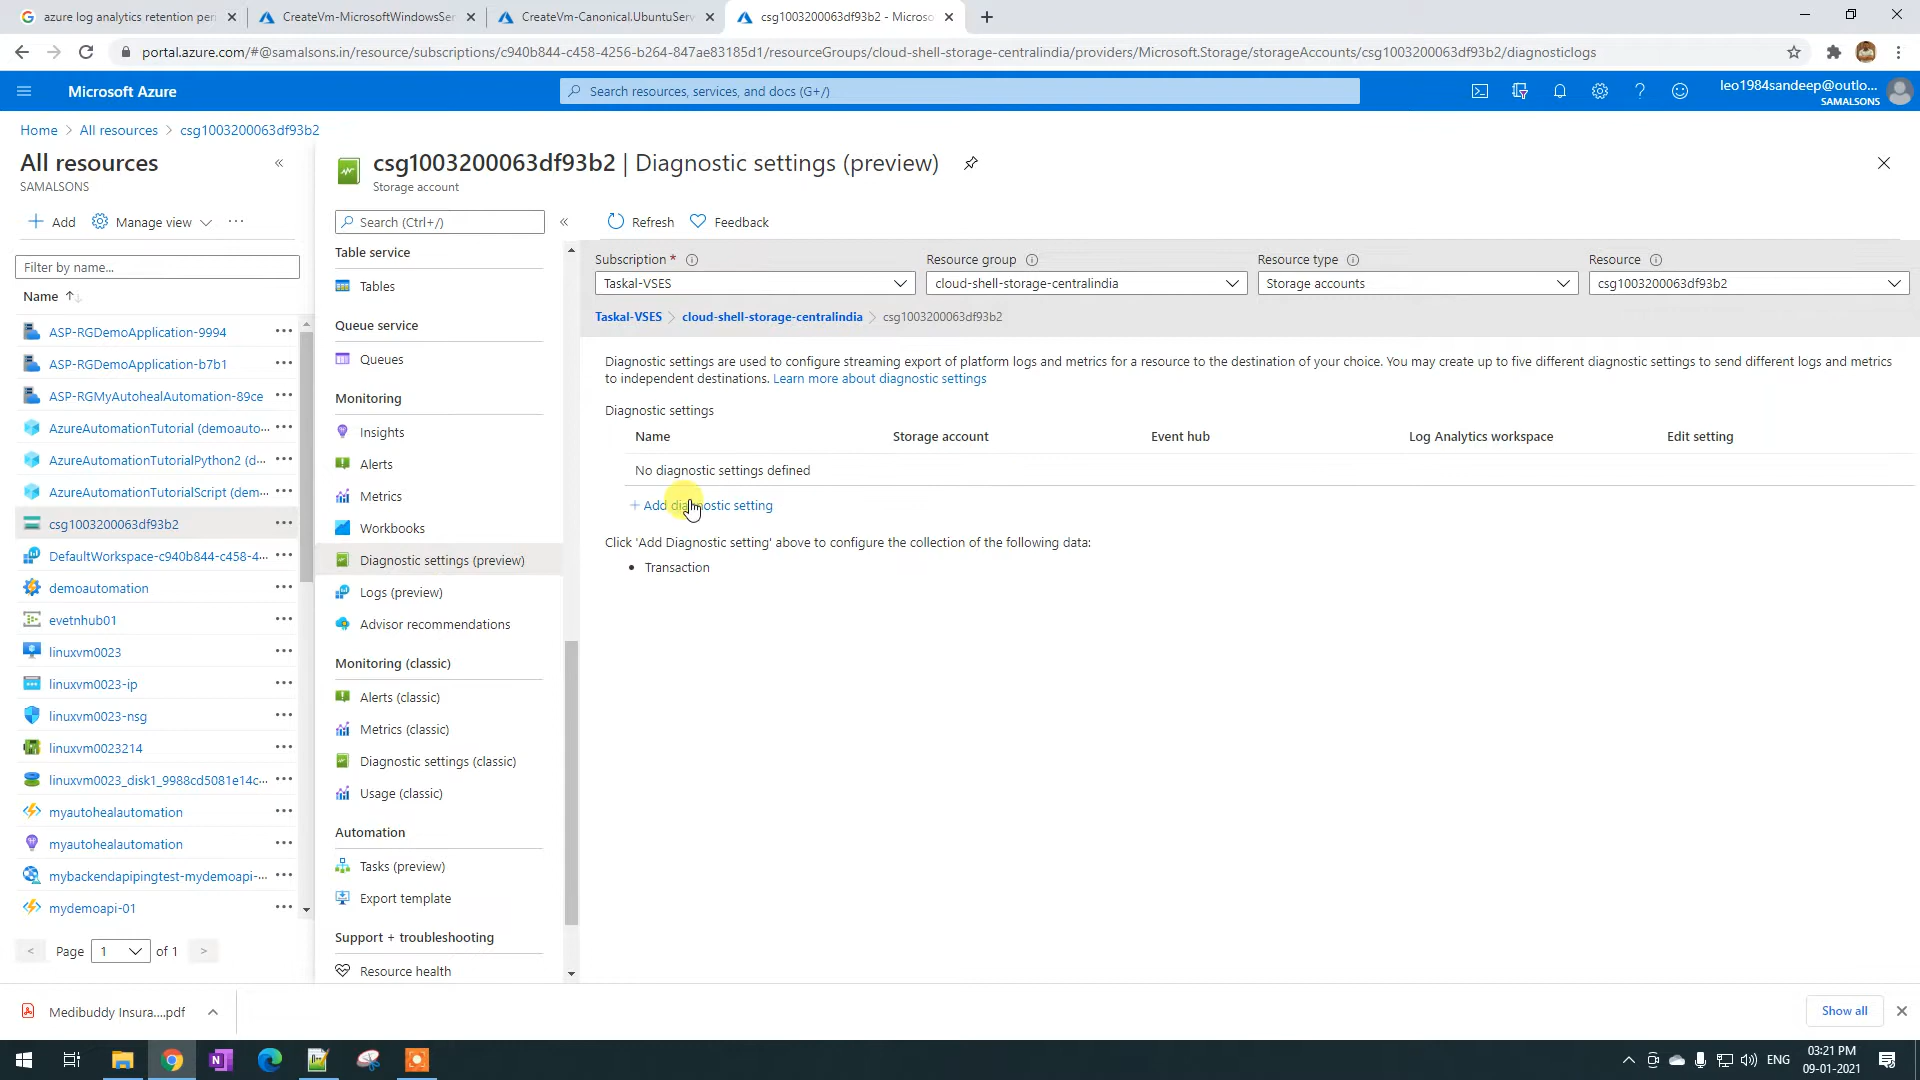 azure log analytics retention per
CreateVm-MicrosoftWindowsSer
CreateVm-Canonical.UbuntuServ
csg1003200063df93b2 - Microso
portal.azure.com/#@samalsons.in/resource/subscriptions/c940b844-c458-4256-b264-847ae83185d1/resourceGroups/cloud-shell-storage-centralindia/providers/Microsoft.Storage/storageAccounts/csg1003200063df93b2/diagnosticlogs
Microsoft Azure
Search resources, services, and docs (G+/)
leo1984sandeep@outlo...
SAMALSONS
Home > All resources > csg1003200063df93b2
All resources
SAMALSONS
Add
Manage view
Filter by name...
Name
ASP-RGDemoApplication-9994
ASP-RGDemoApplication-b7b1
ASP-RGMyAutohealAutomation-89ce
AzureAutomationTutorial (demoauto...
AzureAutomationTutorialPython2 (d...
AzureAutomationTutorialScript (dem...
csg1003200063df93b2
DefaultWorkspace-c940b844-c458-4...
demoautomation
evetnhub01
linuxvm0023
linuxvm0023-ip
linuxvm0023-nsg
linuxvm0023214
linuxvm0023_disk1_9988cd5081e14c...
myautohealautomation
myautohealautomation
mybackendapipingtest-mydemoapi-...
mydemoapi-01
< Page 1 of 1 >
csg1003200063df93b2 | Diagnostic settings (preview)
Storage account
Search (Ctrl+/)
Table service
Tables
Queue service
Queues
Monitoring
Insights
Alerts
Metrics
Workbooks
Diagnostic settings (preview)
Logs (preview)
Advisor recommendations
Monitoring (classic)
Alerts (classic)
Metrics (classic)
Diagnostic settings (classic)
Usage (classic)
Automation
Tasks (preview)
Export template
Support + troubleshooting
Resource health
Refresh
Feedback
Subscription *
Resource group
Resource type
Resource
Taskal-VSES
cloud-shell-storage-centralindia
Storage accounts
csg1003200063df93b2
Taskal-VSES > cloud-shell-storage-centralindia > csg1003200063df93b2
Diagnostic settings are used to configure streaming export of platform logs and metrics for a resource to the destination of your choice. You may create up to five different diagnostic settings to send different logs and metrics
to independent destinations. Learn more about diagnostic settings
Diagnostic settings
Name
Storage account
Event hub
Log Analytics workspace
Edit setting
No diagnostic settings defined
+ Add diagnostic setting
Click 'Add Diagnostic setting' above to configure the collection of the following data:
• Transaction
Medibuddy Insura....pdf
Show all
ENG
03:21 PM
09-01-2021